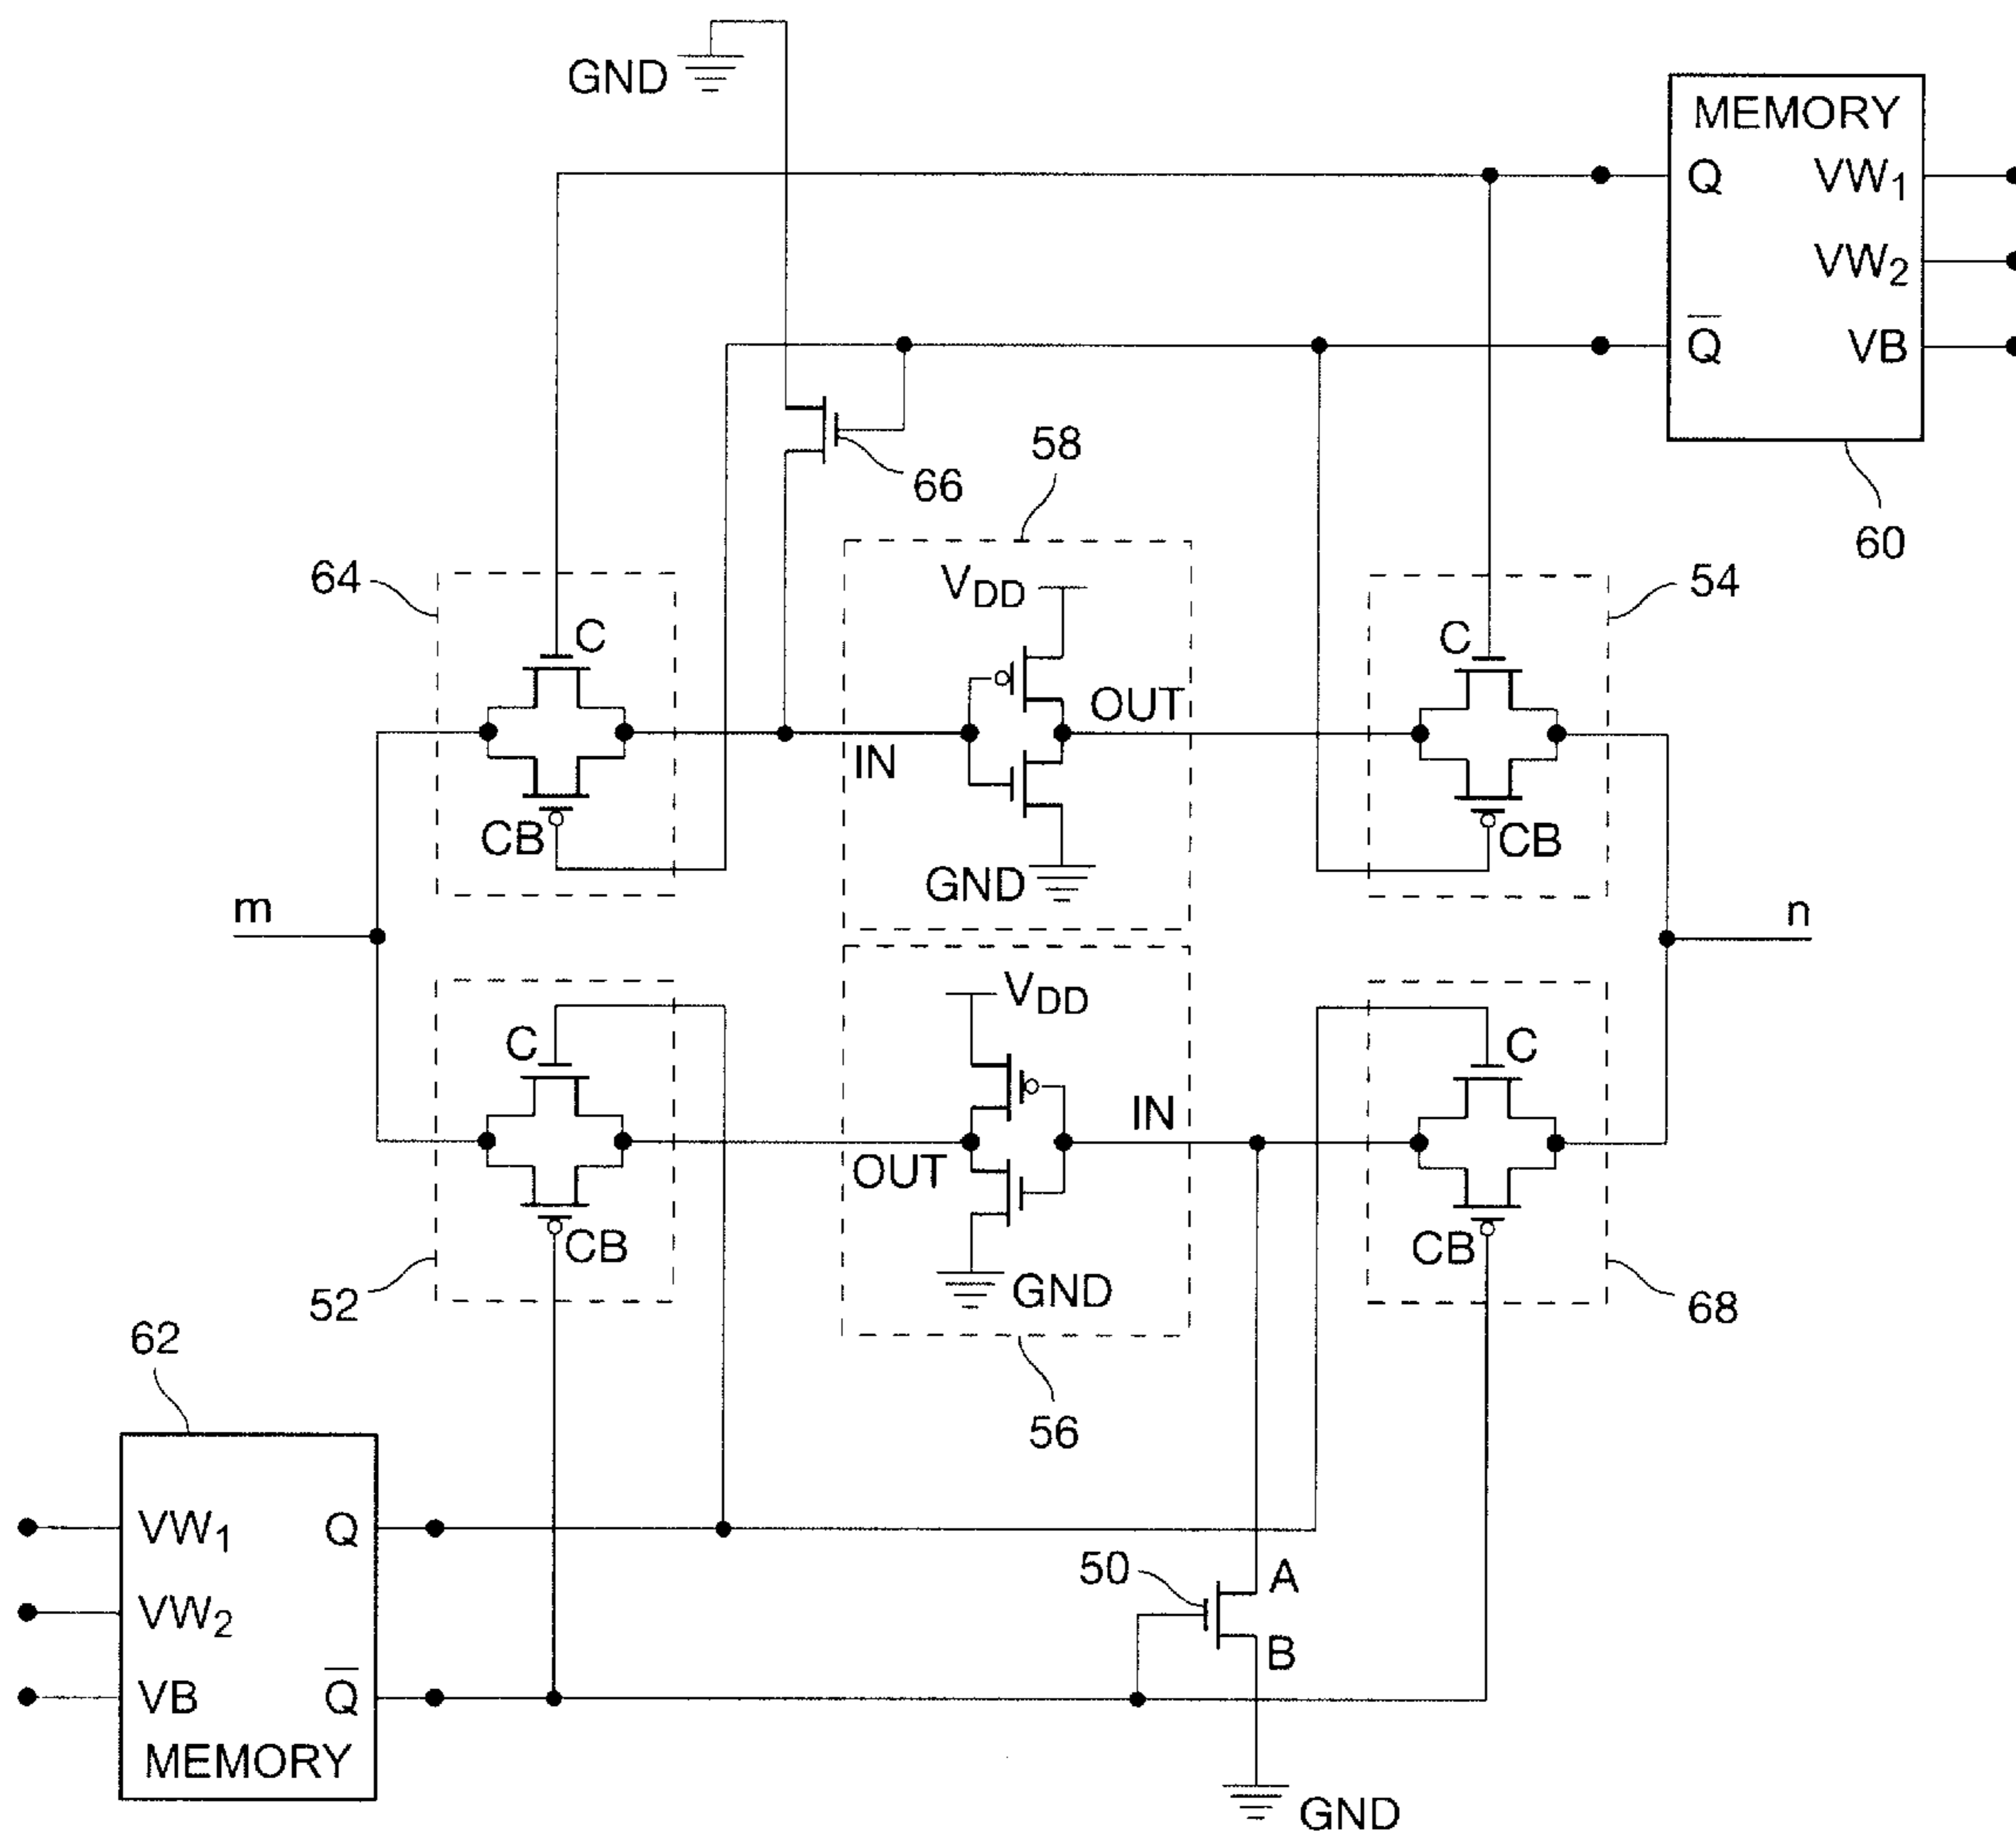 GND
MEMORY
Q VW1
VW2
Q̅ VB
60
66
58
64
54
VDD
C
C
OUT
IN
CB
CB
GND
m
n
VDD
C
C
IN
OUT
CB
CB
GND
52
68
56
62
VW1 Q
VW2
VB Q̅
MEMORY
50
A
B
GND